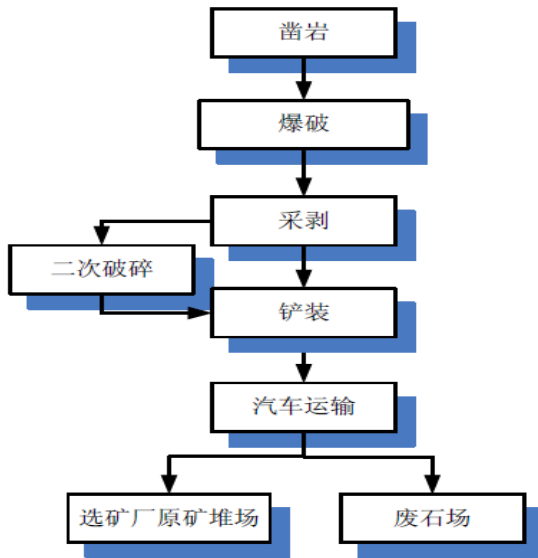 凿岩
爆破
采剥
二次破碎
铲装
汽车运输
选矿厂原矿堆场
废石场